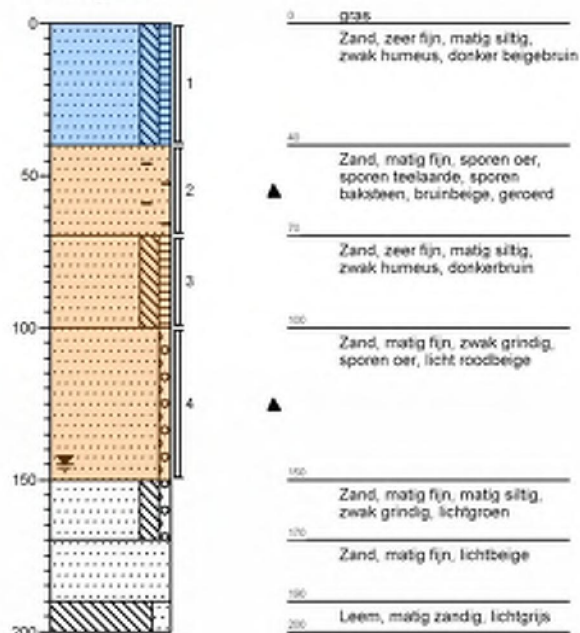 0
50
100
150
200
1
2
3
4
0
gras
Zand, zeer fijn, matig siltig,
zwak humeus, donker beigebruin
40
Zand, matig fijn, sporen oer,
sporen teelaarde, sporen
baksteen, bruinbeige, geroerd
70
Zand, zeer fijn, matig siltig,
zwak humeus, donkerbruin
100
Zand, matig fijn, zwak grindig,
sporen oer, licht roodbeige
150
Zand, matig fijn, matig siltig,
zwak grindig, lichtgroen
170
Zand, matig fijn, lichtbeige
190
Leem, matig zandig, lichtgrijs
200